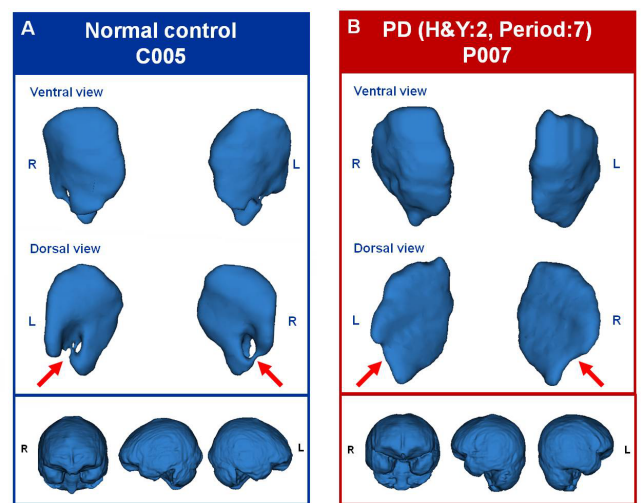 A
Normal control
C005
Ventral view
R
L
Dorsal view
L
R
R
L
B
PD (H&Y:2, Period:7)
P007
Ventral view
R
L
Dorsal view
L
R
R
L